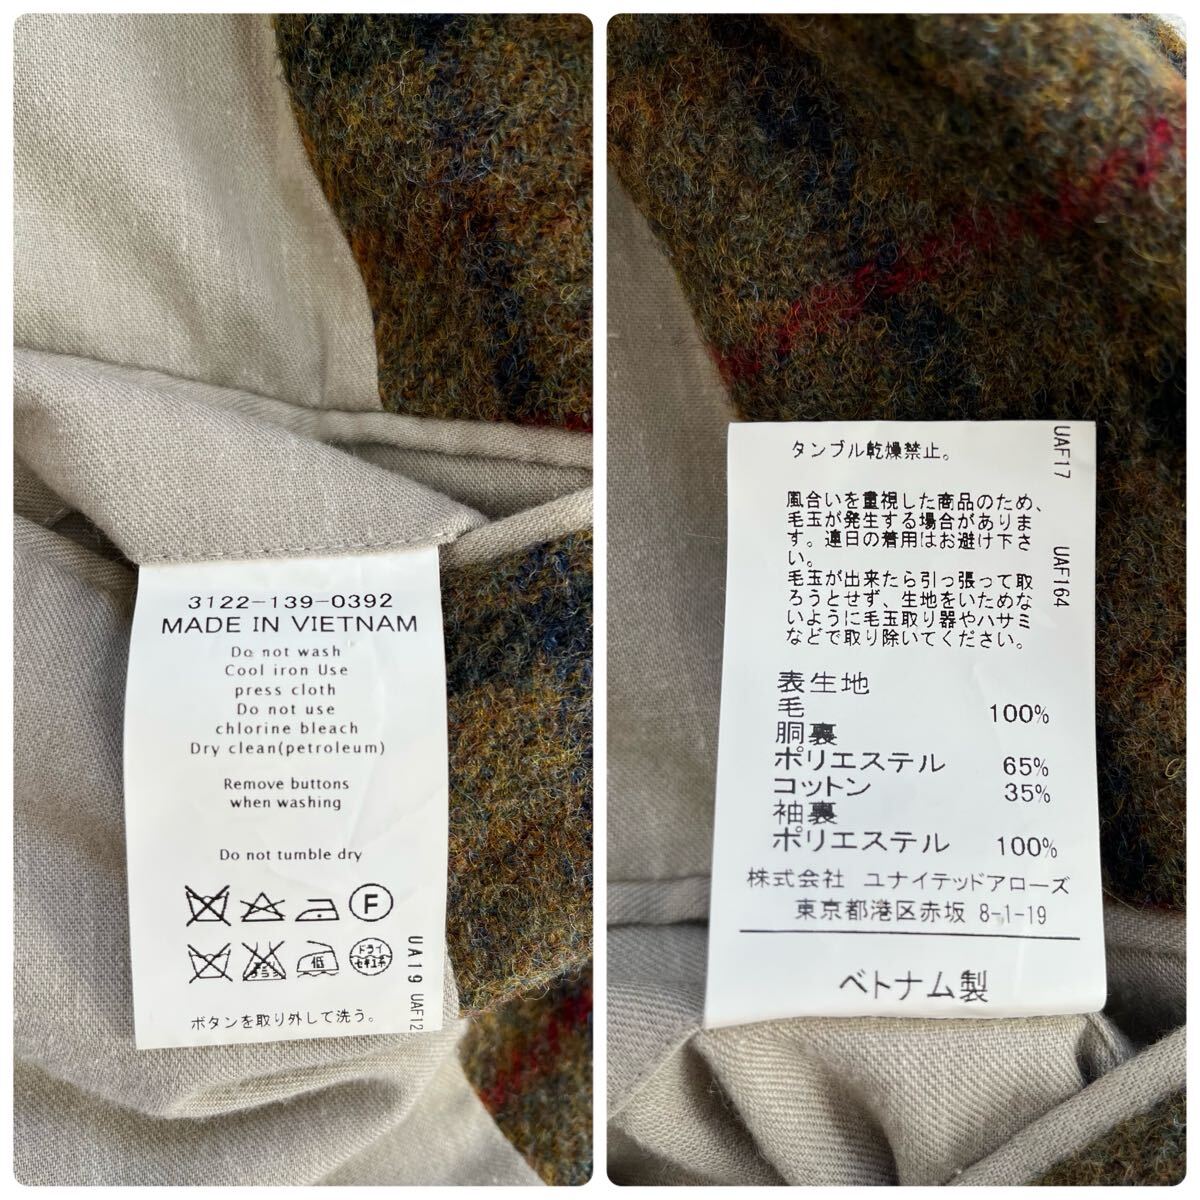 3122-139-0392
MADE IN VIETNAM
Do not wash
Cool iron Use
press cloth
Do not use
chlorine bleach
Dry clean(petroleum)
Remove buttons
when washing
Do not tumble dry
F
低
ドライ
セキユ系
ボタンを取り外して洗う。
UA19 UAF12
タンブル乾燥禁止。
風合いを重視した商品のため、
毛玉が発生する場合がありま
す。連日の着用はお避け下さ
い。
毛玉が出来たら引っ張って取
ろうとせず、生地をいためな
いように毛玉取り器やハサミ
などで取り除いてください。
UAF17 UAF164
表生地
毛 100%
胴裏
ポリエステル 65%
コットン 35%
袖裏
ポリエステル 100%
株式会社 ユナイテッドアローズ
東京都港区赤坂 8-1-19
ベトナム製